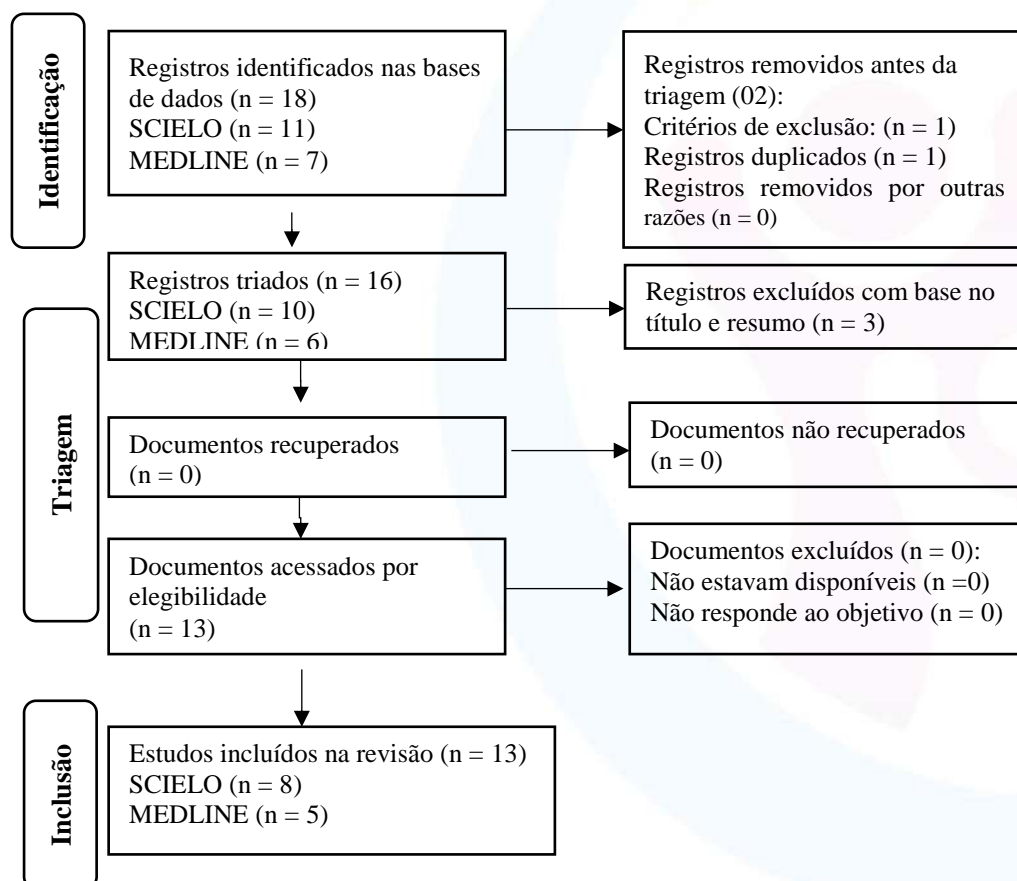 Identificação
Registros identificados nas bases
de dados (n = 18)
SCIELO (n = 11)
MEDLINE (n = 7)
Registros removidos antes da
triagem (02):
Critérios de exclusão: (n = 1)
Registros duplicados (n = 1)
Registros removidos por outras
razões (n = 0)
Triagem
Registros triados (n = 16)
SCIELO (n = 10)
MEDLINE (n = 6)
Registros excluídos com base no
título e resumo (n = 3)
Documentos recuperados
(n = 0)
Documentos não recuperados
(n = 0)
Documentos acessados por
elegibilidade
(n = 13)
Documentos excluídos (n = 0):
Não estavam disponíveis (n =0)
Não responde ao objetivo (n = 0)
Inclusão
Estudos incluídos na revisão (n = 13)
SCIELO (n = 8)
MEDLINE (n = 5)